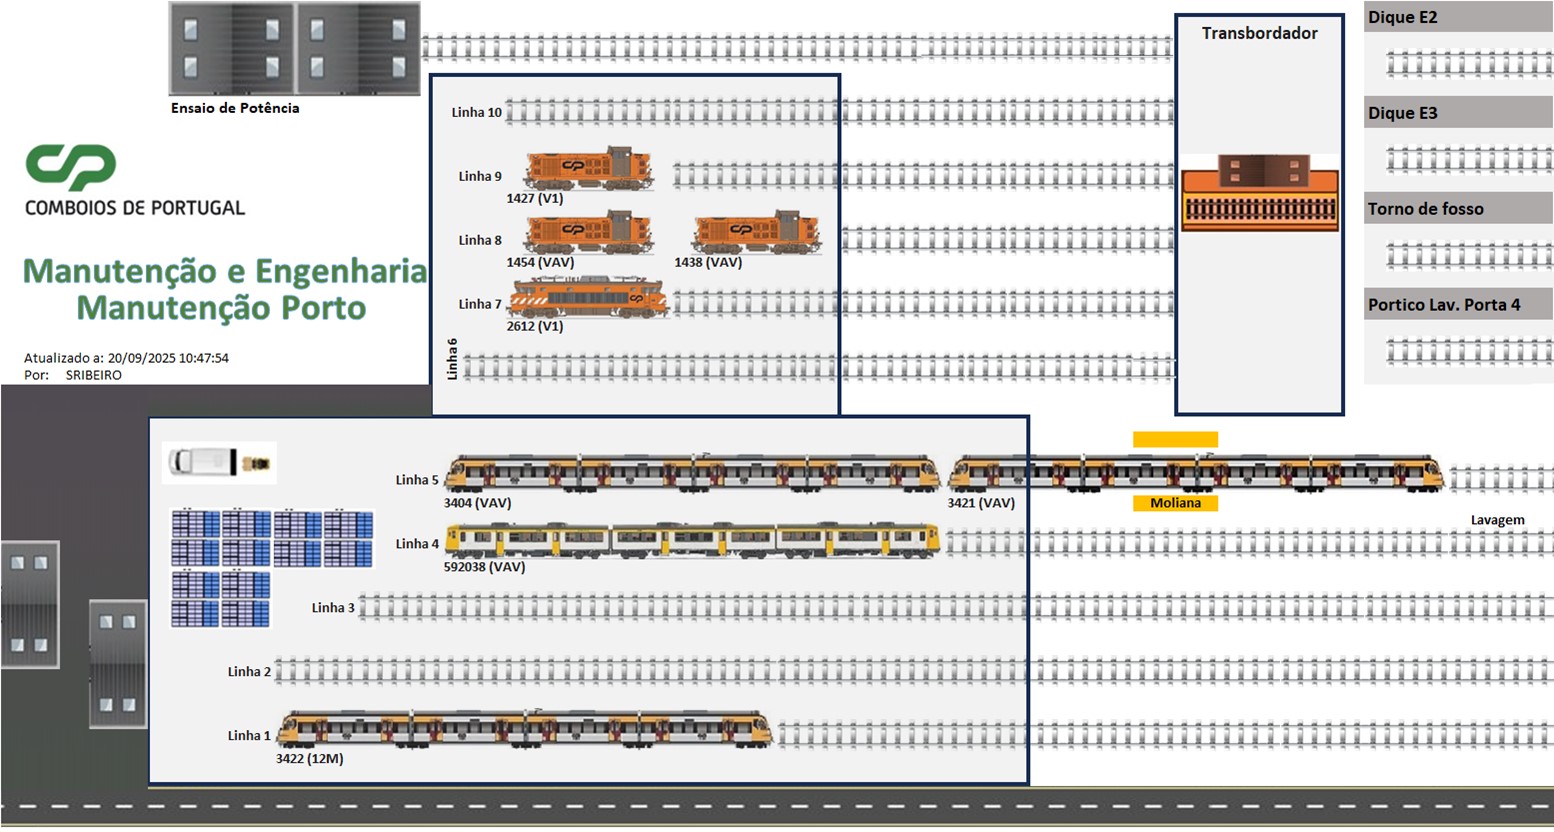 Ensaio de Potência
CP
COMBOIOS DE PORTUGAL
Manutenção e Engenharia
Manutenção Porto
Atualizado a: 20/09/2025 10:47:54
Por: SRIBEIRO
Linha 10
Linha 9
1427 (V1)
Linha 8
1454 (VAV)
1438 (VAV)
Linha 7
2612 (V1)
Linha 6
Transbordador
Dique E2
Dique E3
Torno de fosso
Portico Lav. Porta 4
Linha 5
3404 (VAV)
3421 (VAV)
Moliana
Lavagem
Linha 4
592038 (VAV)
Linha 3
Linha 2
Linha 1
3422 (12M)